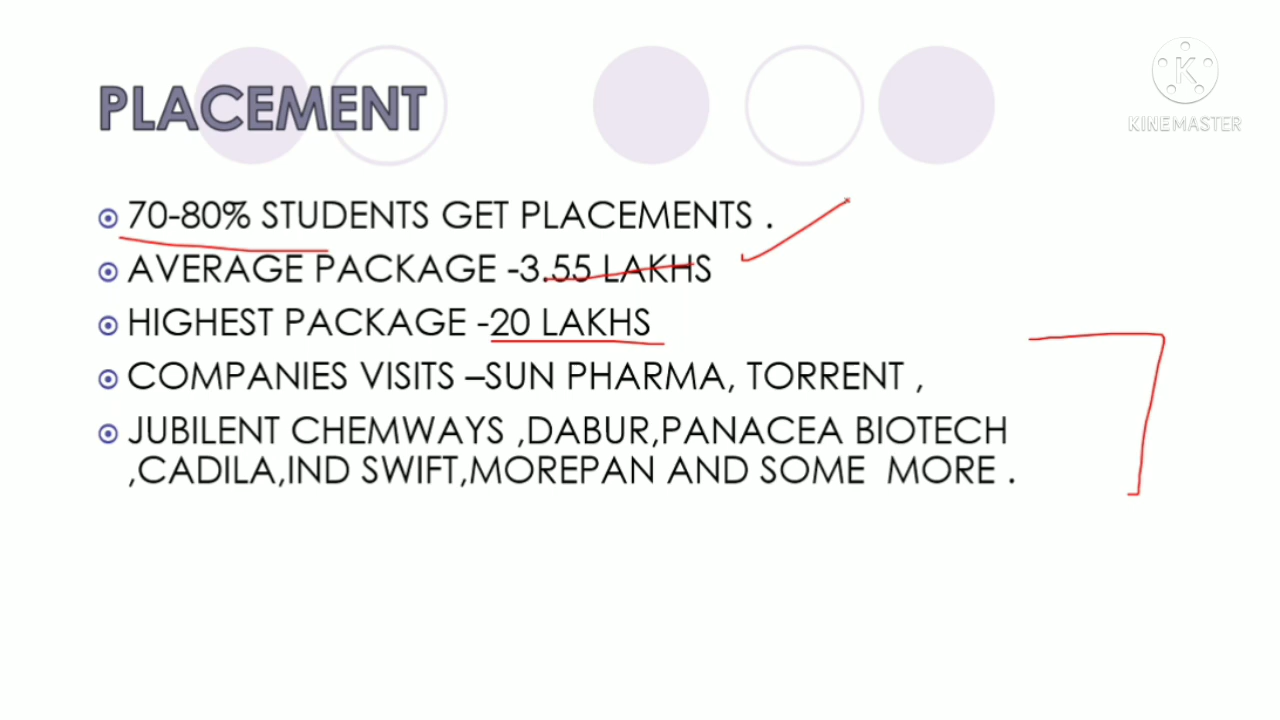 PLACEMENT
KINEMASTER
70-80% STUDENTS GET PLACEMENTS .
AVERAGE PACKAGE -3.55 LAKHS
HIGHEST PACKAGE -20 LAKHS
COMPANIES VISITS –SUN PHARMA, TORRENT ,
JUBILENT CHEMWAYS ,DABUR,PANACEA BIOTECH
,CADILA,IND SWIFT,MOREPAN AND SOME MORE .